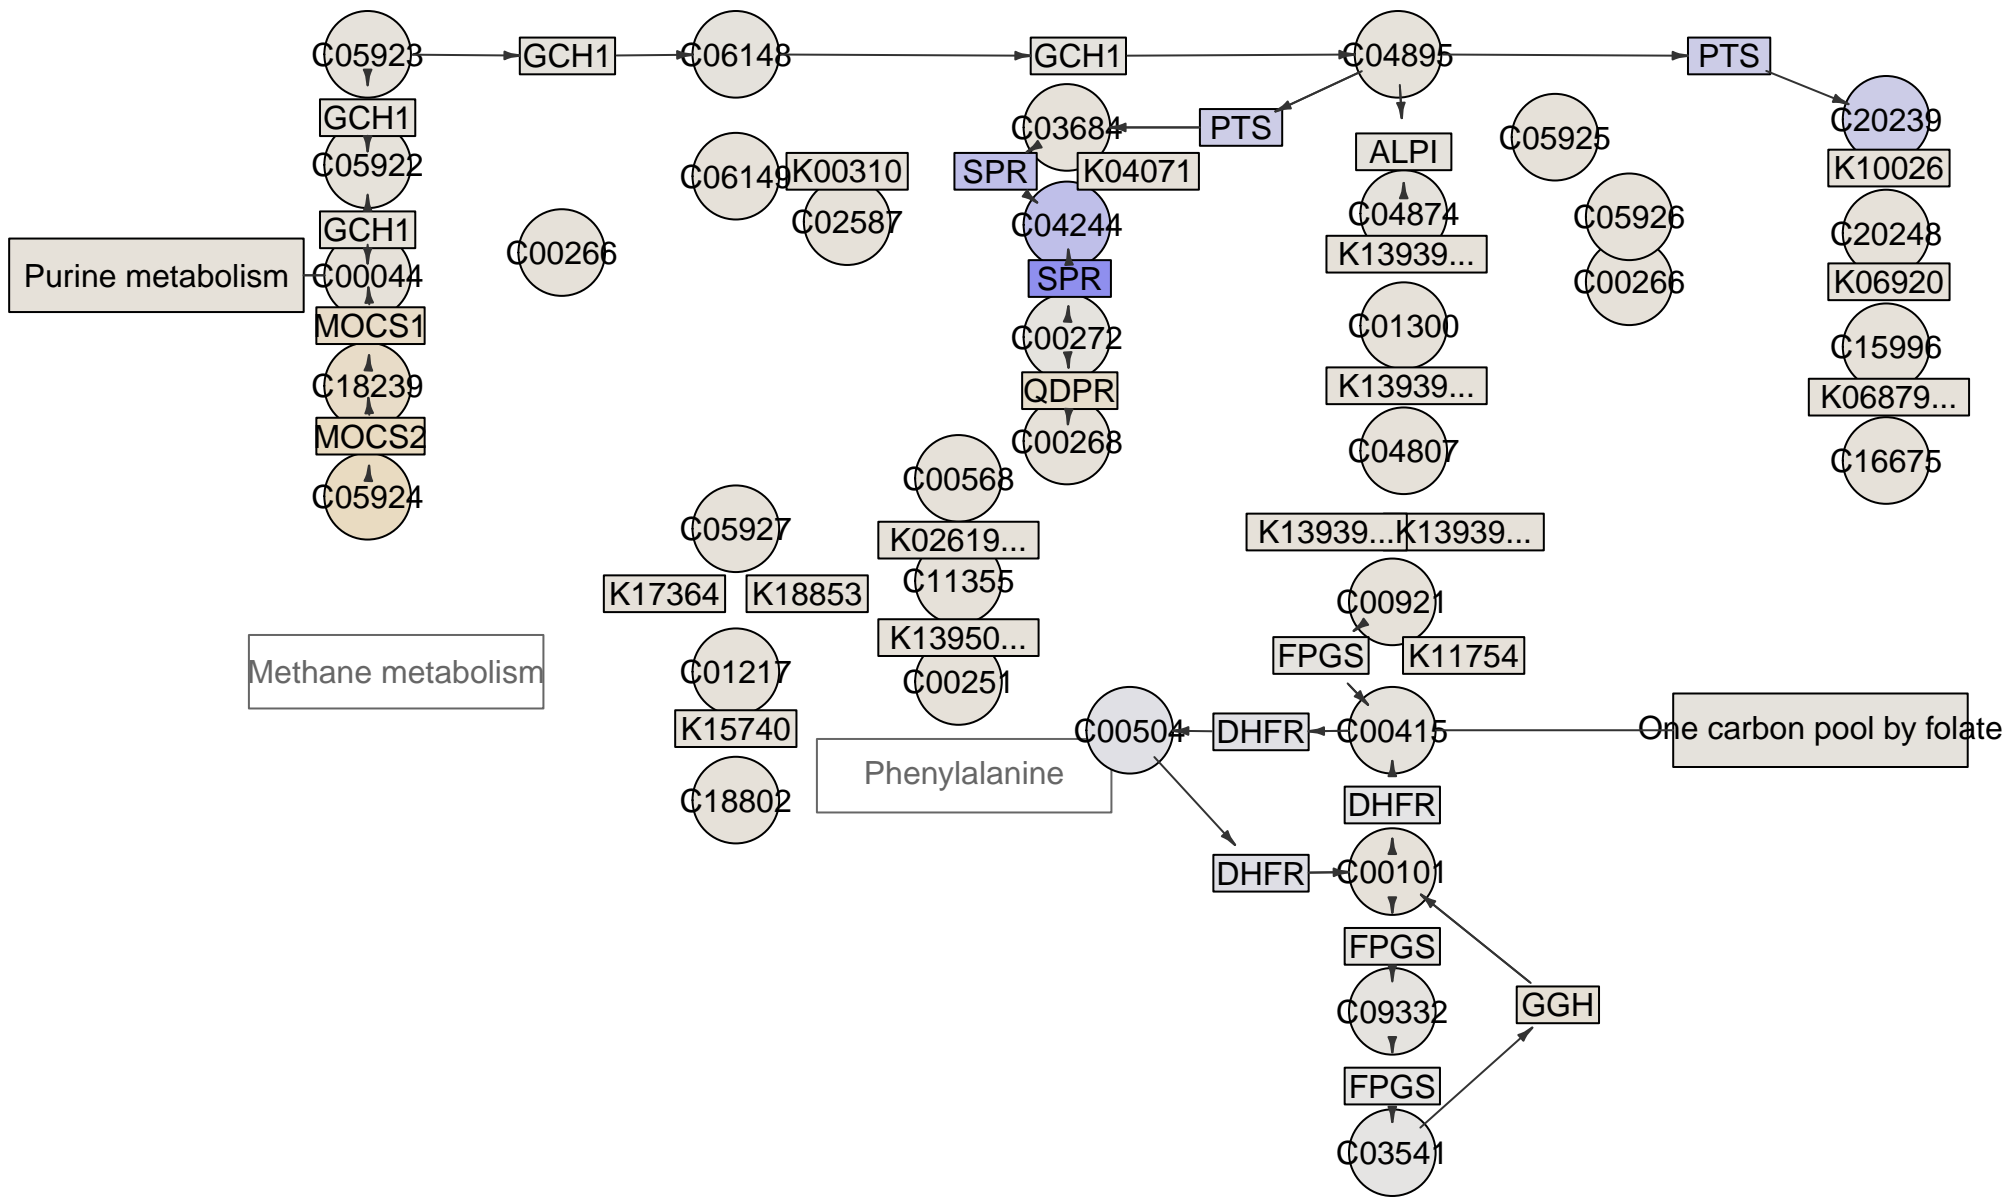 C05923
GCH1
C06148
GCH1
C04895
PTS
GCH1
C03684
PTS
C20239
C05922
C06149
K00310
SPR
K04071
ALPI
C05925
K10026
GCH1
C02587
C04244
C04874
C05926
C20248
C00266
K13939...
Purine metabolism
C00044
SPR
C00266
K06920
MOCS1
C00272
C01300
C15996
C18239
QDPR
K13939...
K06879...
MOCS2
C00268
C04807
C16675
C05924
C00568
C05927
K02619...
K13939...
K13939...
K17364
K18853
C11355
C00921
K13950...
FPGS
K11754
Methane metabolism
C01217
C00251
K15740
C00504
DHFR
C00415
One carbon pool by folate
Phenylalanine
C18802
DHFR
DHFR
C00101
FPGS
C09332
GGH
FPGS
C03541